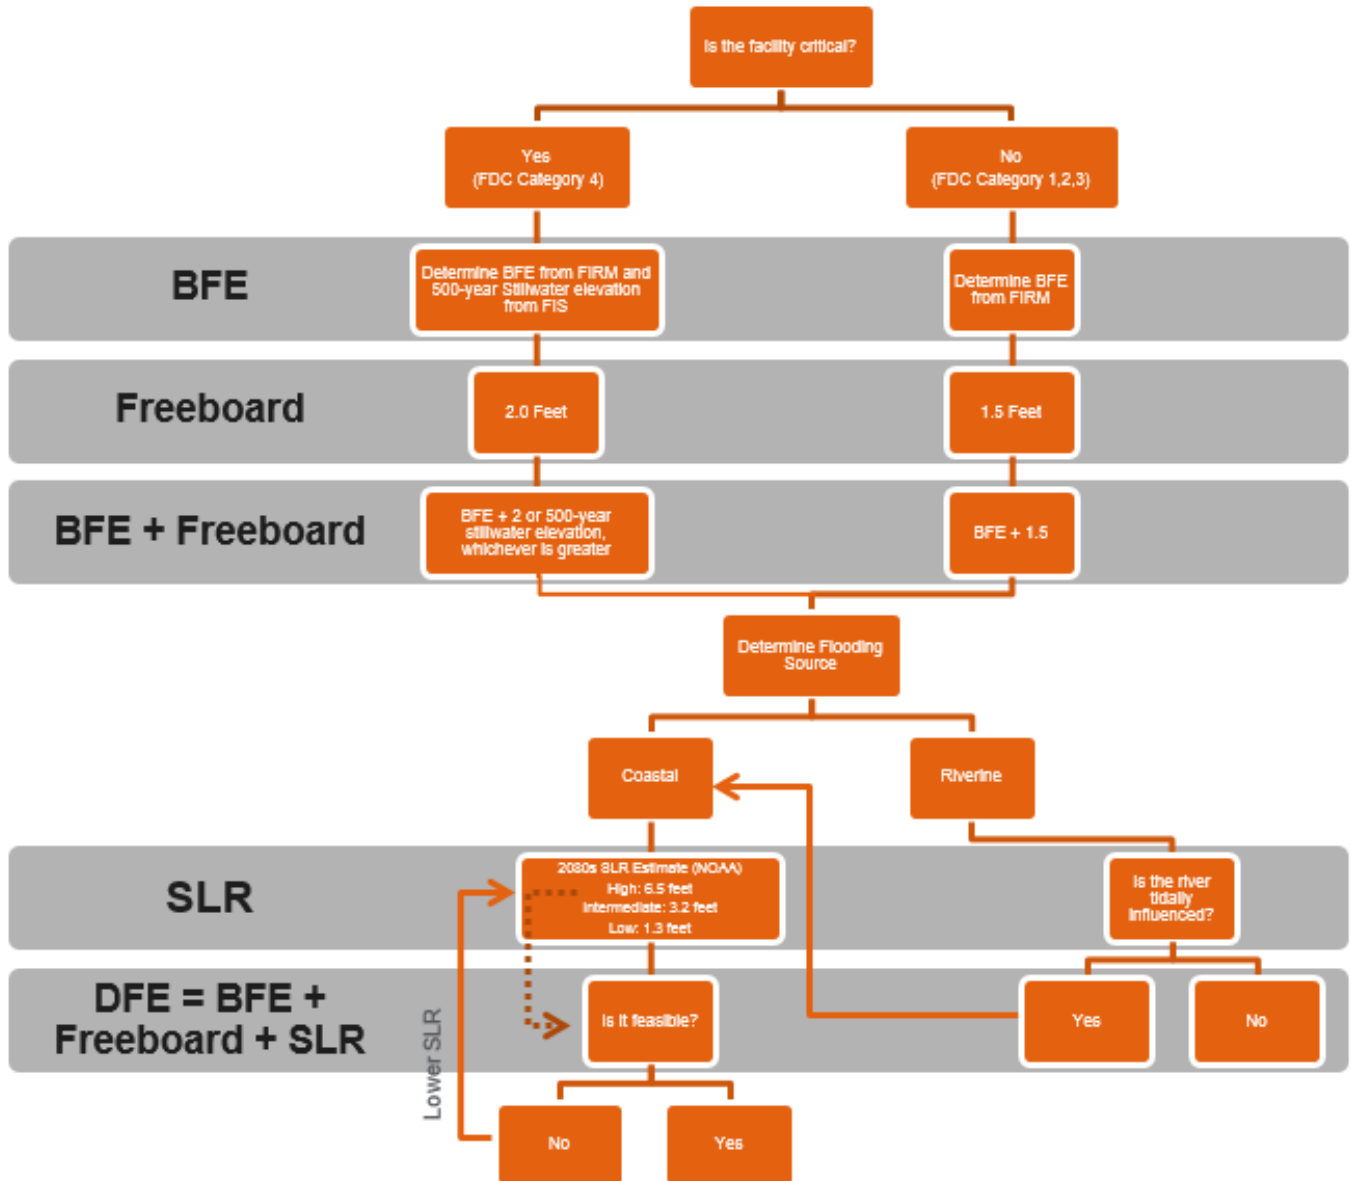 Is the facility critical?
Yes
(FDC Category 4)
No
(FDC Category 1,2,3)
BFE
Determine BFE from FIRM and
500-year Stillwater elevation
from FIS
Determine BFE
from FIRM
Freeboard
2.0 Feet
1.5 Feet
BFE + Freeboard
BFE + 2 or 500-year
stillwater elevation,
whichever is greater
BFE + 1.5
Determine Flooding
Source
Coastal
Riverine
SLR
2080s SLR Estimate (NOAA)
High: 6.5 feet
Intermediate: 3.2 feet
Low: 1.3 feet
Is the river
tidally
influenced?
DFE = BFE +
Freeboard + SLR
Lower SLR
Is it feasible?
Yes
No
No
Yes